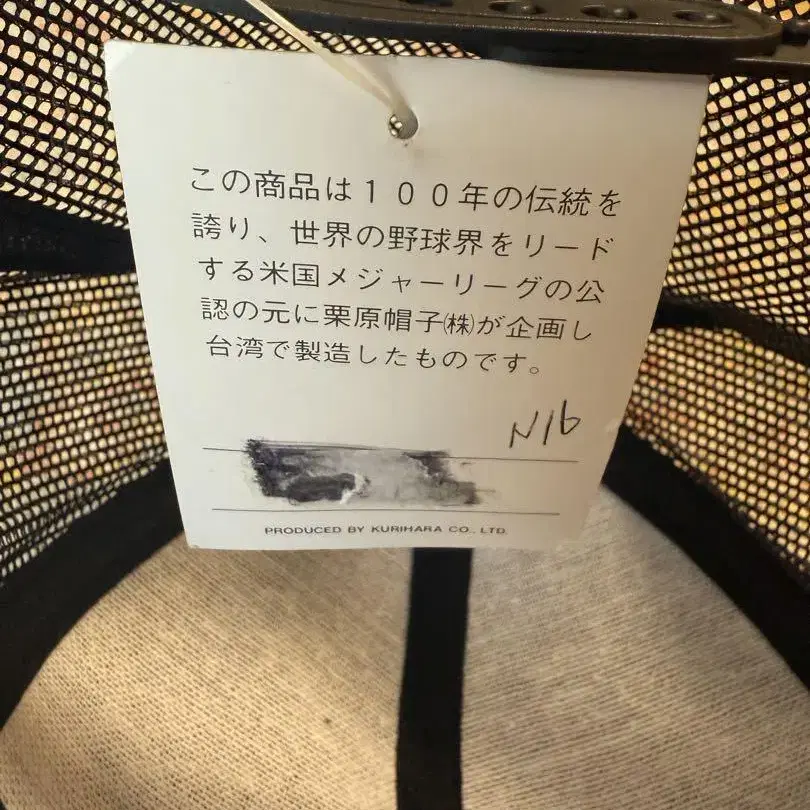 この商品は１００年の伝統を
誇り、世界の野球界をリード
する米国メジャーリーグの公
認の元に栗原帽子㈱が企画し
台湾で製造したものです。
N16
PRODUCED BY KURIHARA CO., LTD.